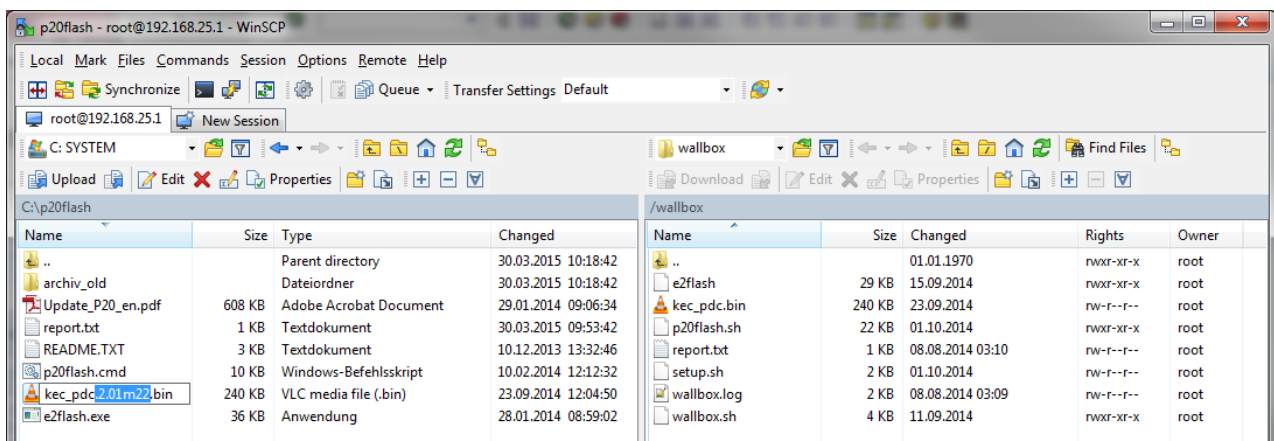 p20flash - root@192.168.25.1 - WinSCP
Local Mark Files Commands Session Options Remote Help
Synchronize Queue Transfer Settings Default
root@192.168.25.1 New Session
C: SYSTEM wallbox Find Files
Upload Edit Properties Download Edit Properties
C:\p20flash /wallbox
Name Size Type Changed Name Size Changed Rights Owner
.. Parent directory 30.03.2015 10:18:42 .. 01.01.1970 rwxr-xr-x root
archiv_old Dateiordner 30.03.2015 10:18:42 e2flash 29 KB 15.09.2014 rwxr-xr-x root
Update_P20_en.pdf 608 KB Adobe Acrobat Document 29.01.2014 09:06:34 kec_pdc.bin 240 KB 23.09.2014 rw-r--r-- root
report.txt 1 KB Textdokument 30.03.2015 09:53:42 p20flash.sh 22 KB 01.10.2014 rwxr-xr-x root
README.TXT 3 KB Textdokument 10.12.2013 13:32:46 report.txt 1 KB 08.08.2014 03:10 rw-r--r-- root
p20flash.cmd 10 KB Windows-Befehlsskript 10.02.2014 12:12:32 setup.sh 2 KB 01.10.2014 rw-r--r-- root
kec_pdc.2.01m22.bin 240 KB VLC media file (.bin) 23.09.2014 12:04:50 wallbox.log 2 KB 08.08.2014 03:09 rw-r--r-- root
e2flash.exe 36 KB Anwendung 28.01.2014 08:59:02 wallbox.sh 4 KB 11.09.2014 rwxr-xr-x root